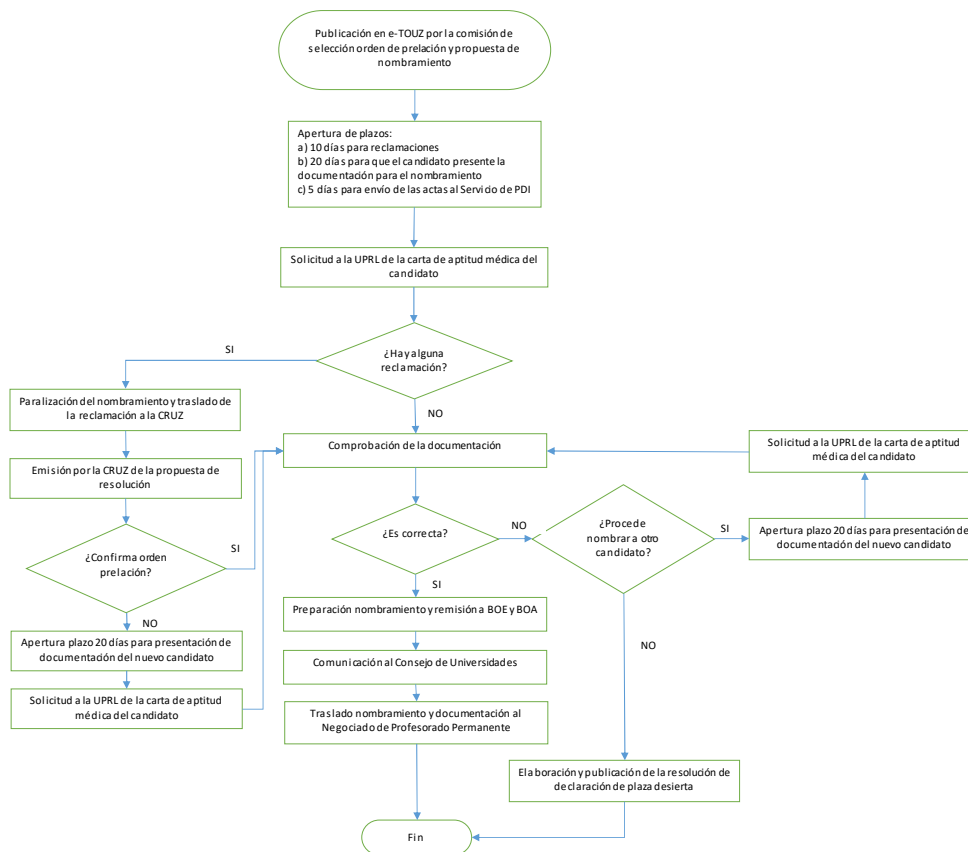 Publicación en e-TOUZ por la comisión de
selección orden de prelación y propuesta de
nombramiento
Apertura de plazos:
a) 10 días para reclamaciones
b) 20 días para que el candidato presente la
documentación para el nombramiento
c) 5 días para envío de las actas al Servicio de PDI
Solicitud a la UPRL de la carta de aptitud médica del
candidato
¿Hay alguna
reclamación?
SI
NO
Paralización del nombramiento y traslado de
la reclamación a la CRUZ
Emisión por la CRUZ de la propuesta de
resolución
¿Confirma orden
prelación?
SI
NO
Apertura plazo 20 días para presentación de
documentación del nuevo candidato
Solicitud a la UPRL de la carta de aptitud
médica del candidato
Comprobación de la documentación
¿Es correcta?
NO
SI
¿Procede
nombrar a otro
candidato?
SI
NO
Apertura plazo 20 días para presentación de
documentación del nuevo candidato
Solicitud a la UPRL de la carta de aptitud
médica del candidato
Preparación nombramiento y remisión a BOE y BOA
Comunicación al Consejo de Universidades
Traslado nombramiento y documentación al
Negociado de Profesorado Permanente
Elaboración y publicación de la resolución de
declaración de plaza desierta
Fin